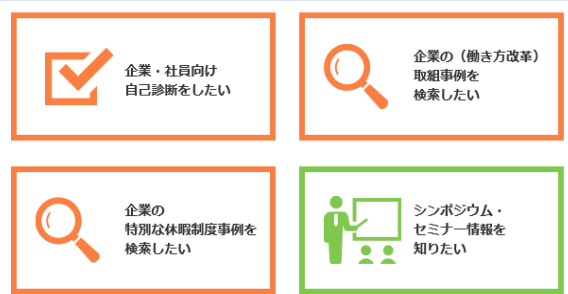 企業・社員向け
自己診断をしたい
企業の（働き方改革）
取組事例を
検索したい
企業の
特別な休暇制度事例を
検索したい
シンポジウム・
セミナー情報を
知りたい